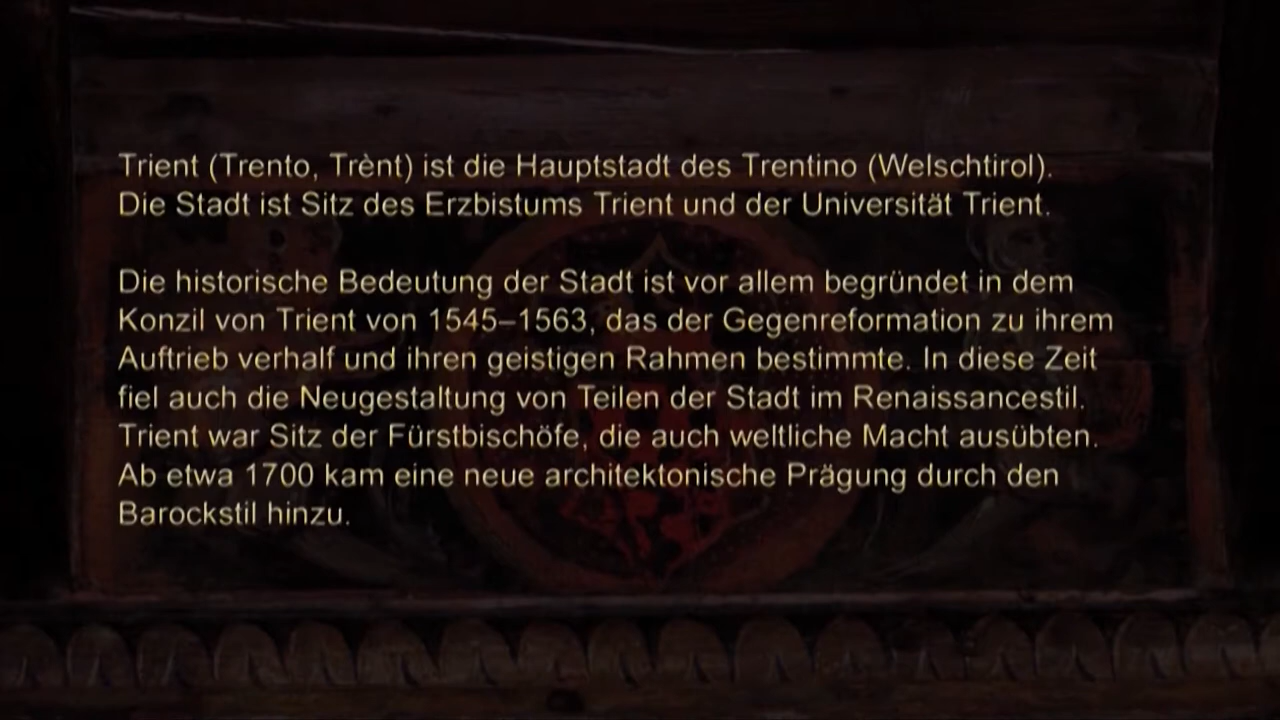 Trient (Trento, Trènt) ist die Hauptstadt des Trentino (Welschtirol).
Die Stadt ist Sitz des Erzbistums Trient und der Universität Trient.
Die historische Bedeutung der Stadt ist vor allem begründet in dem
Konzil von Trient von 1545–1563, das der Gegenreformation zu ihrem
Auftrieb verhalf und ihren geistigen Rahmen bestimmte. In diese Zeit
fiel auch die Neugestaltung von Teilen der Stadt im Renaissancestil.
Trient war Sitz der Fürstbischöfe, die auch weltliche Macht ausübten.
Ab etwa 1700 kam eine neue architektonische Prägung durch den
Barockstil hinzu.